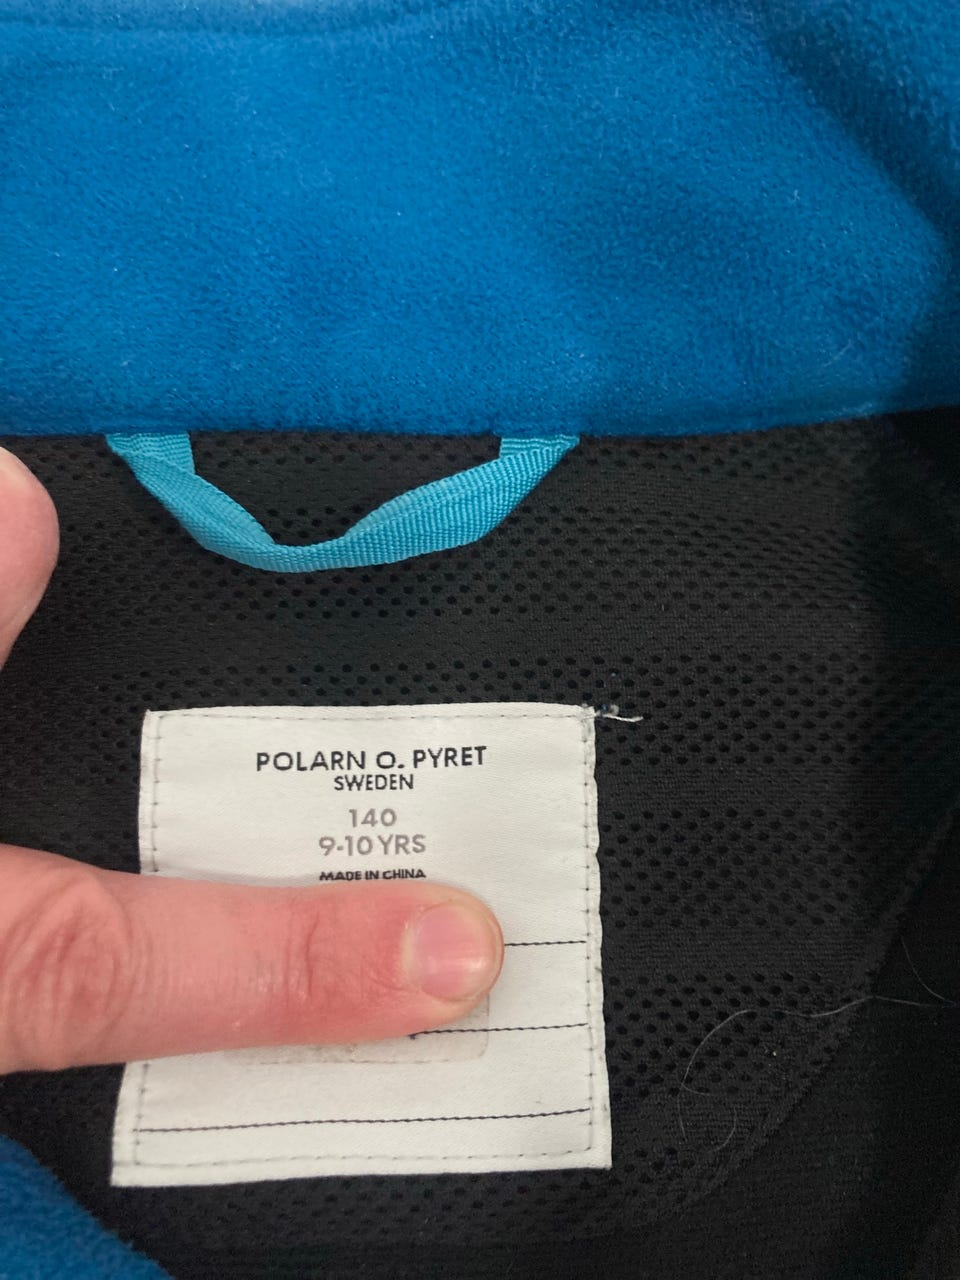 POLARN O. PYRET
SWEDEN
140
9-10 YRS
MADE IN CHINA